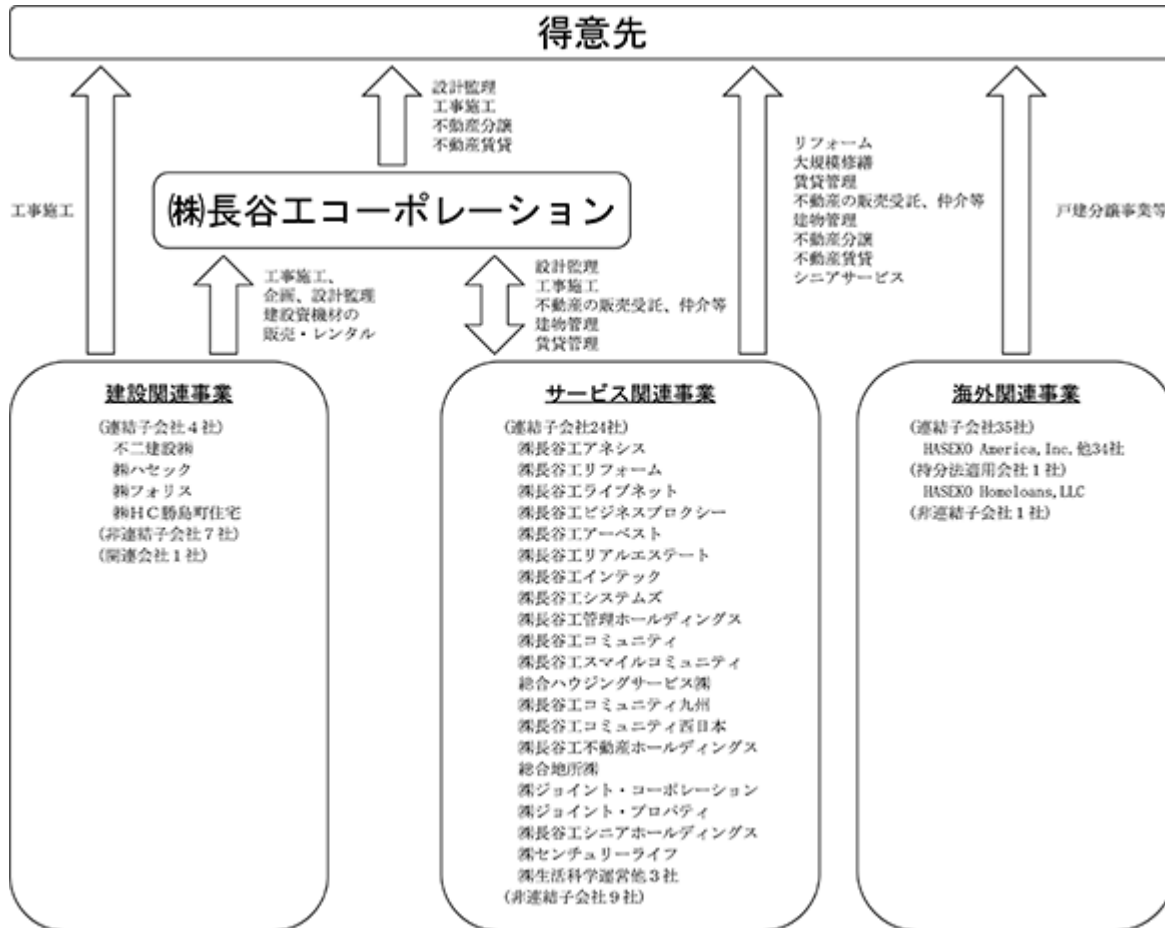 得意先
設計監理
工事施工
不動産分譲
不動産賃貸
工事施工
㈱長谷工コーポレーション
リフォーム
大規模修繕
賃貸管理
不動産の販売受託、仲介等
建物管理
不動産分譲
不動産賃貸
シニアサービス
戸建分譲事業等
工事施工、
企画、設計監理
建設資機材の
販売・レンタル
設計監理
工事施工
不動産の販売受託、仲介等
建物管理
賃貸管理
建設関連事業
(連結子会社4社)
不二建設㈱
㈱ハセック
㈱フォリス
㈱HC勝島町住宅
(非連結子会社7社)
(関連会社1社)
サービス関連事業
(連結子会社24社)
㈱長谷工アネシス
㈱長谷工リフォーム
㈱長谷工ライブネット
㈱長谷工ビジネスプロクシー
㈱長谷工アーベスト
㈱長谷工リアルエステート
㈱長谷工インテック
㈱長谷工システムズ
㈱長谷工管理ホールディングス
㈱長谷工コミュニティ
㈱長谷工スマイルコミュニティ
総合ハウジングサービス㈱
㈱長谷工コミュニティ九州
㈱長谷工コミュニティ西日本
㈱長谷工不動産ホールディングス
総合地所㈱
㈱ジョイント・コーポレーション
㈱ジョイント・プロパティ
㈱長谷工シニアホールディングス
㈱センチュリーライフ
㈱生活科学運営他3社
(非連結子会社9社)
海外関連事業
(連結子会社35社)
HASEKO America,Inc.他34社
(持分法適用会社1社)
HASEKO Homeloans,LLC
(非連結子会社1社)